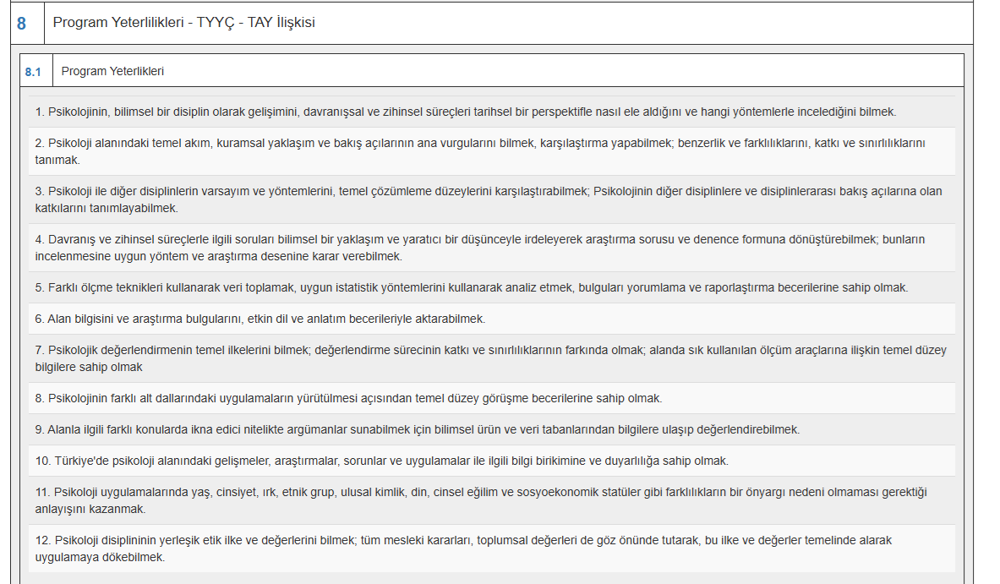 8 Program Yeterlilikleri - TYYÇ - TAY İlişkisi
8.1 Program Yeterlikleri
1. Psikolojinin, bilimsel bir disiplin olarak gelişimini, davranışsal ve zihinsel süreçleri tarihsel bir perspektifle nasıl ele aldığını ve hangi yöntemlerle incelediğini bilmek.
2. Psikoloji alanındaki temel akım, kuramsal yaklaşım ve bakış açılarının ana vurgularını bilmek, karşılaştırma yapabilmek; benzerlik ve farklılıklarını, katkı ve sınırlılıklarını
tanımak.
3. Psikoloji ile diğer disiplinlerin varsayım ve yöntemlerini, temel çözümleme düzeylerini karşılaştırabilmek; Psikolojinin diğer disiplinlere ve disiplinlerarası bakış açılarına olan
katkılarını tanımlayabilmek.
4. Davranış ve zihinsel süreçlerle ilgili soruları bilimsel bir yaklaşım ve yaratıcı bir düşünceyle irdeleyerek araştırma sorusu ve denence formuna dönüştürebilmek; bunların
incelenmesine uygun yöntem ve araştırma desenine karar verebilmek.
5. Farklı ölçme teknikleri kullanarak veri toplamak, uygun istatistik yöntemlerini kullanarak analiz etmek, bulguları yorumlama ve raporlaştırma becerilerine sahip olmak.
6. Alan bilgisini ve araştırma bulgularını, etkin dil ve anlatım becerileriyle aktarabilmek.
7. Psikolojik değerlendirmenin temel ilkelerini bilmek; değerlendirme sürecinin katkı ve sınırlılıklarının farkında olmak; alanda sık kullanılan ölçüm araçlarına ilişkin temel düzey
bilgilere sahip olmak
8. Psikolojinin farklı alt dallarındaki uygulamaların yürütülmesi açısından temel düzey görüşme becerilerine sahip olmak.
9. Alanla ilgili farklı konularda ikna edici nitelikte argümanlar sunabilmek için bilimsel ürün ve veri tabanlarından bilgilere ulaşıp değerlendirebilmek.
10. Türkiye'de psikoloji alanındaki gelişmeler, araştırmalar, sorunlar ve uygulamalar ile ilgili bilgi birikimine ve duyarlılığa sahip olmak.
11. Psikoloji uygulamalarında yaş, cinsiyet, ırk, etnik grup, ulusal kimlik, din, cinsel eğilim ve sosyoekonomik statüler gibi farklılıkların bir önyargı nedeni olmaması gerektiği
anlayışını kazanmak.
12. Psikoloji disiplininin yerleşik etik ilke ve değerlerini bilmek; tüm mesleki kararları, toplumsal değerleri de göz önünde tutarak, bu ilke ve değerler temelinde alarak
uygulamaya dökebilmek.